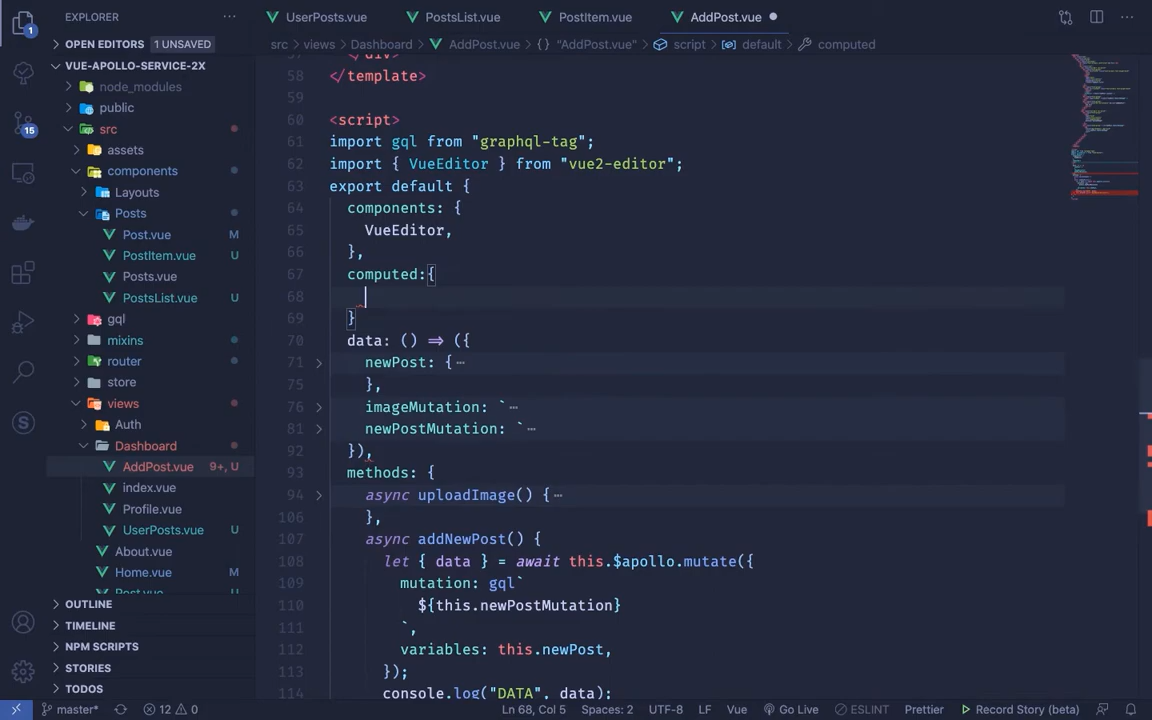 EXPLORER
UserPosts.vue
PostsList.vue
PostItem.vue
AddPost.vue
OPEN EDITORS 1 UNSAVED
src > views > Dashboard > AddPost.vue > {} "AddPost.vue" > script > default > computed
VUE-APOLLO-SERVICE-2X
node_modules
public
src
assets
components
Layouts
Posts
Post.vue M
PostItem.vue U
Posts.vue
PostsList.vue U
gql
mixins
router
store
views
Auth
Dashboard
AddPost.vue 9+, U
index.vue
Profile.vue
UserPosts.vue U
About.vue
Home.vue M
OUTLINE
TIMELINE
NPM SCRIPTS
STORIES
TODOS
1
15
58 </template>
59
60 <script>
61 import gql from "graphql-tag";
62 import { VueEditor } from "vue2-editor";
63 export default {
64 components: {
65 VueEditor,
66 },
67 computed:{
68
69 }
70 data: () => ({
71 newPost: {
75 },
76 imageMutation: `
81 newPostMutation: `
92 }),
93 methods: {
94 async uploadImage() {
106 },
107 async addNewPost() {
108 let { data } = await this.$apollo.mutate({
109 mutation: gql`
110 ${this.newPostMutation}
111 `,
112 variables: this.newPost,
113 });
114 console.log("DATA", data);
master* 12 0 Ln 68, Col 5 Spaces: 2 UTF-8 LF Vue Go Live ESLINT Prettier Record Story (beta)